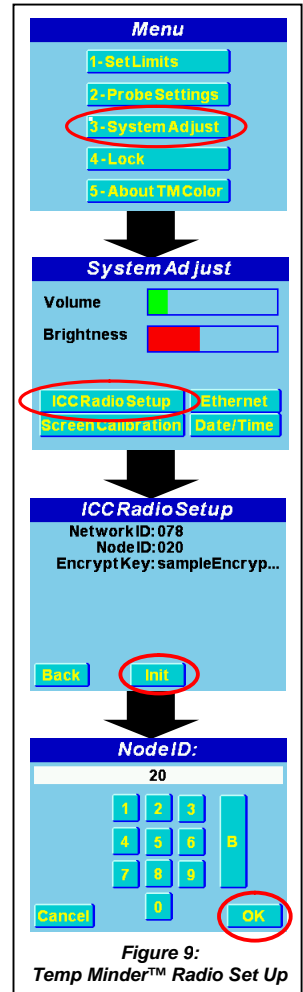 Menu
1-Set Limits
2-Probe Settings
3-System Adjust
4-Lock
5-About TM Color
System Adjust
Volume
Brightness
ICC Radio Setup Ethernet
Screen Calibration Date/Time
ICC Radio Setup
Network ID: 078
Node ID: 020
Encrypt Key: sampleEncryp...
Back Init
Node ID:
20
1 2 3
4 5 6 B
7 8 9
Cancel 0 OK
Figure 9:
Temp Minder™ Radio Set Up